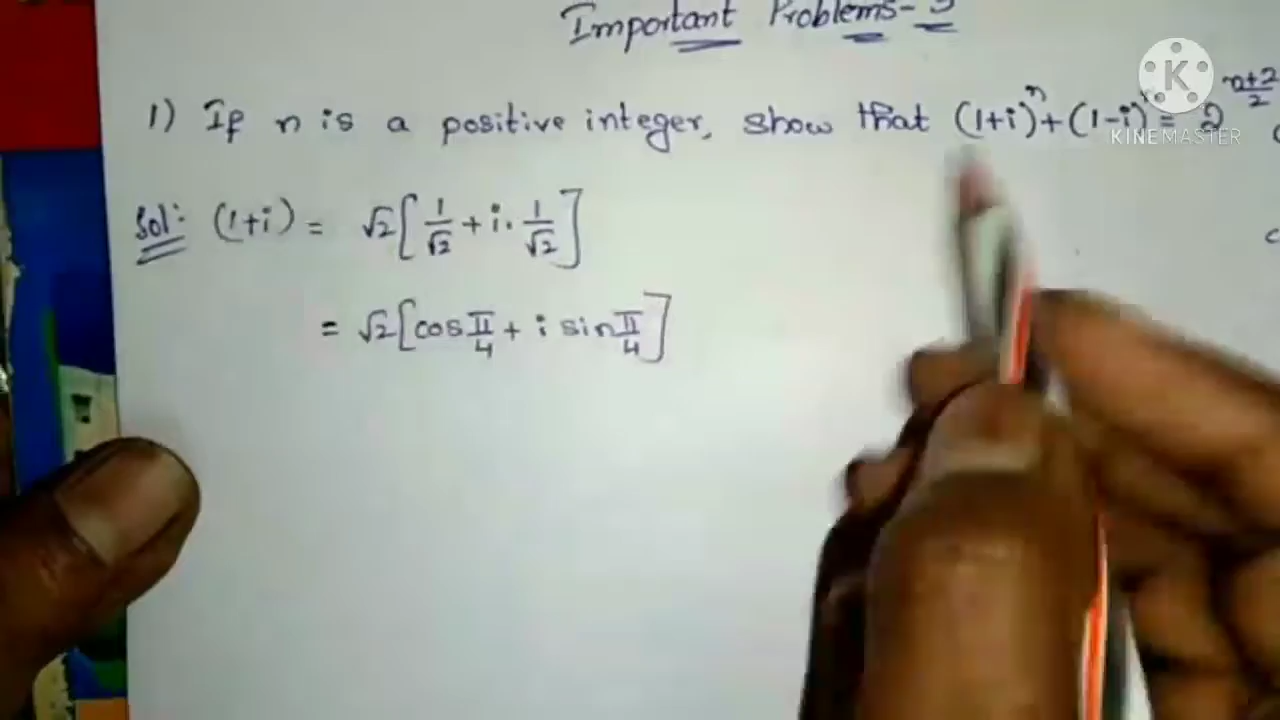 Important Problems-
1) If n is a positive integer, show that (1+i)ⁿ+(1-i) = 2^(n+2)/2
Sol: (1+i) = √2[1/√2 + i. 1/√2]
= √2[cos π/4 + i sin π/4]
K
KINEMASTER